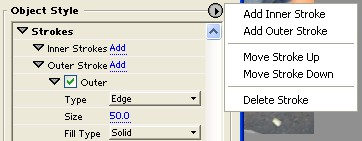 Object Style
Strokes
Inner Strokes Add
Outer Stroke Add
Outer
Type Edge
Size 50.0
Fill Type Solid
Add Inner Stroke
Add Outer Stroke
Move Stroke Up
Move Stroke Down
Delete Stroke